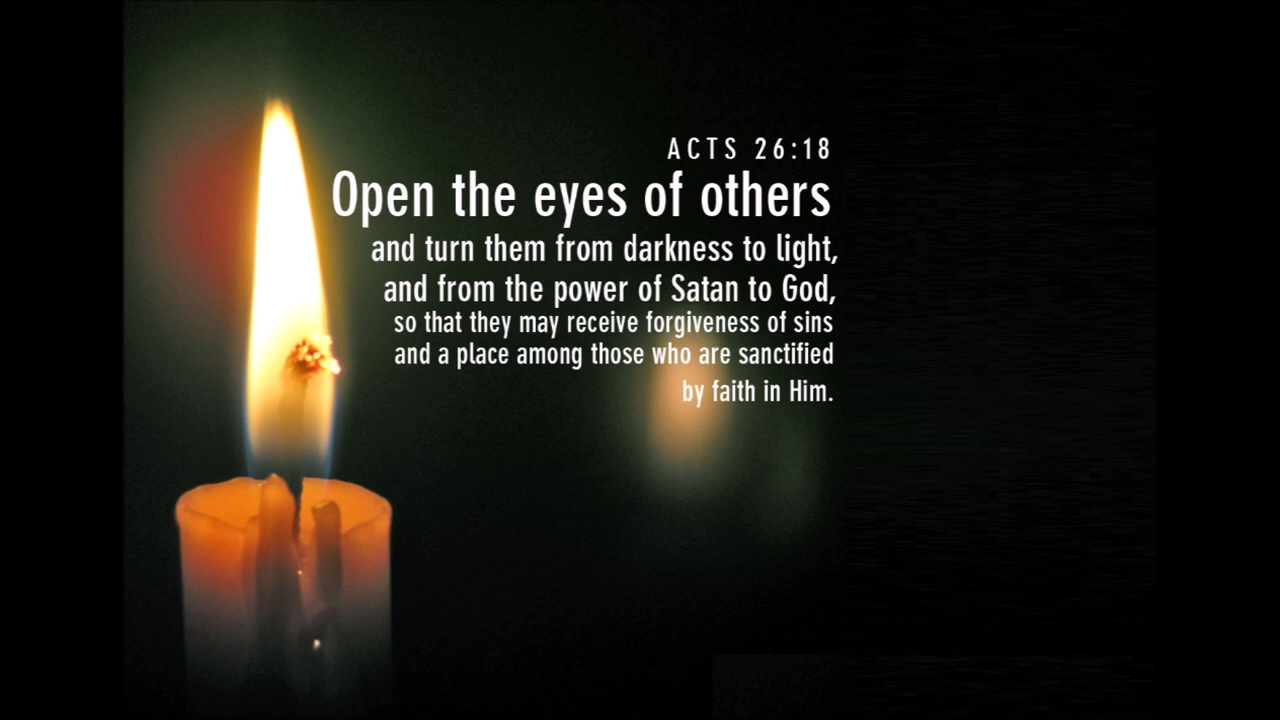 ACTS 26:18
Open the eyes of others
and turn them from darkness to light,
and from the power of Satan to God,
so that they may receive forgiveness of sins
and a place among those who are sanctified
by faith in Him.